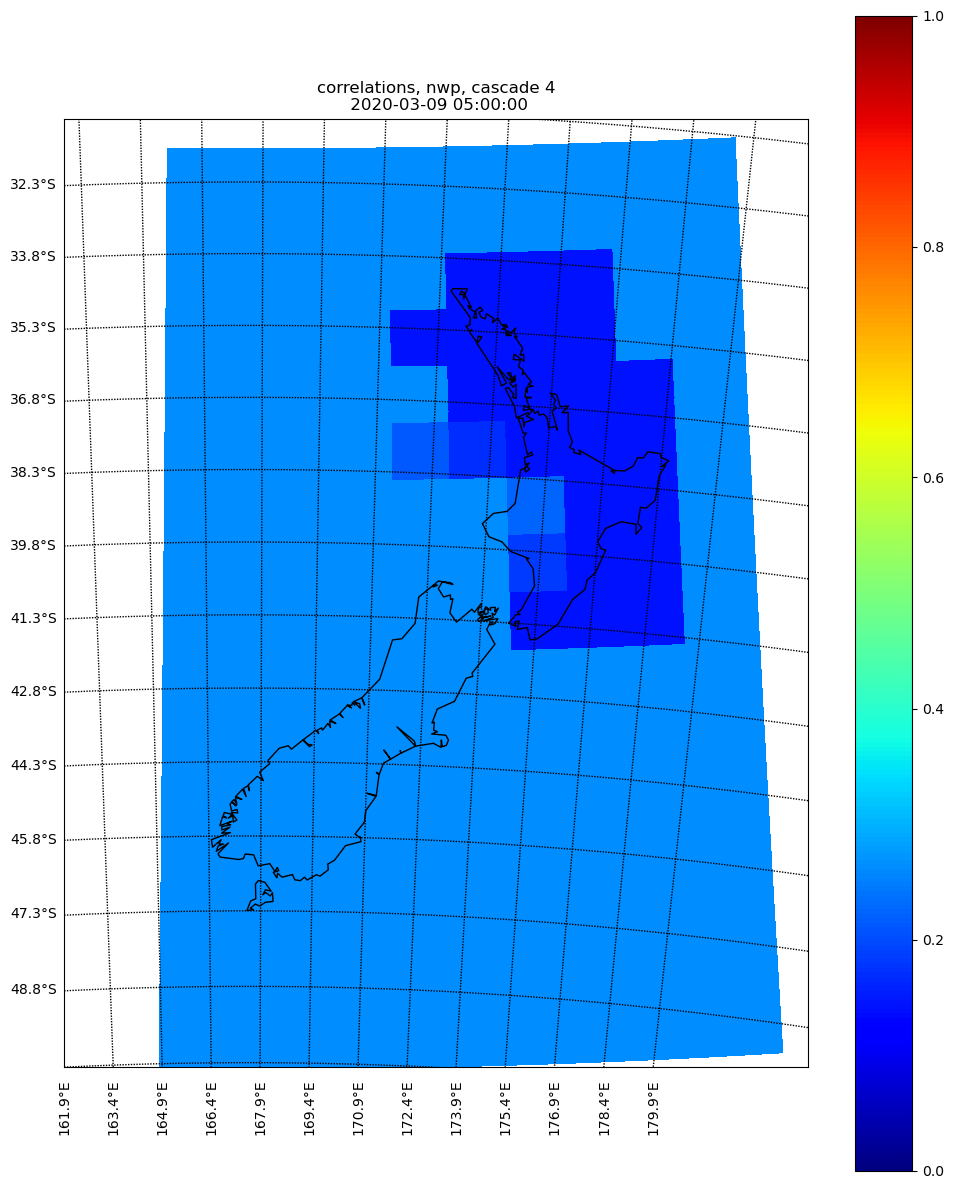 correlations, nwp, cascade 4
2020-03-09 05:00:00
1.0
0.8
0.6
0.4
0.2
0.0
32.3°S
33.8°S
35.3°S
36.8°S
38.3°S
39.8°S
41.3°S
42.8°S
44.3°S
45.8°S
47.3°S
48.8°S
161.9°E
163.4°E
164.9°E
166.4°E
167.9°E
169.4°E
170.9°E
172.4°E
173.9°E
175.4°E
176.9°E
178.4°E
179.9°E